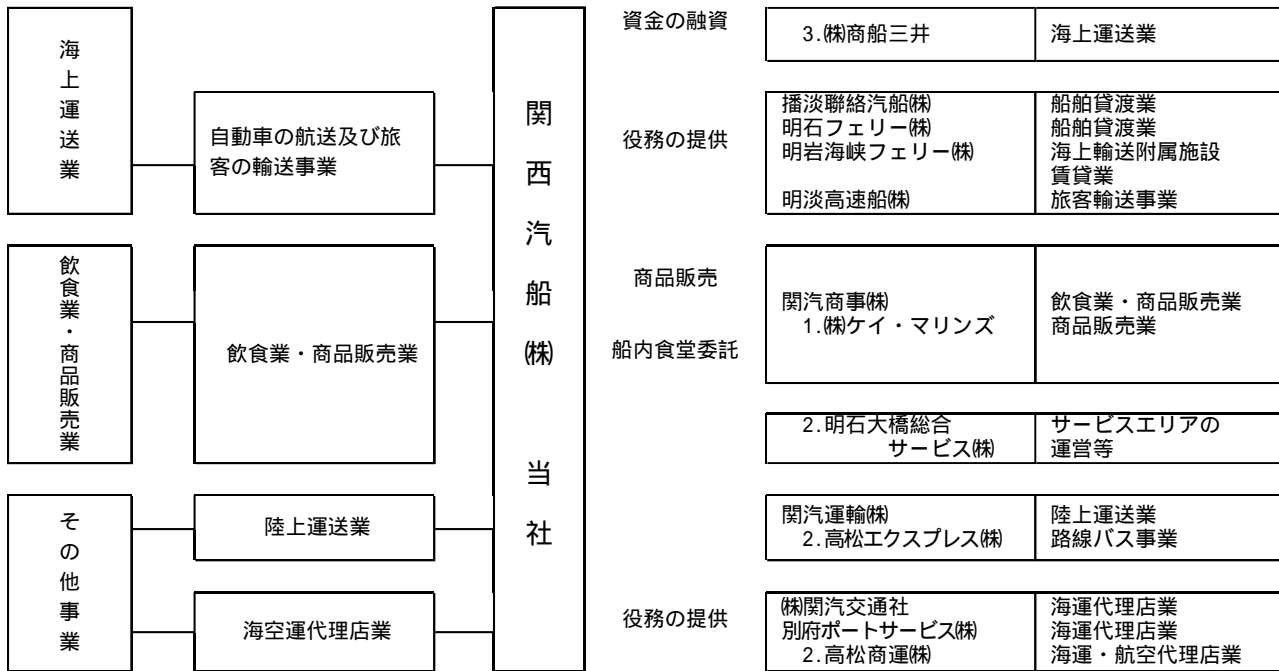 海上運送業
自動車の航送及び旅
客の輸送事業
飲食業・商品販売業
飲食業・商品販売業
その他事業
陸上運送業
海空運代理店業
関西汽船㈱ 当社
資金の融資
3.㈱商船三井 海上運送業
役務の提供
播淡聯絡汽船㈱ 船舶貸渡業
明石フェリー㈱ 船舶貸渡業
明岩海峡フェリー㈱ 海上輸送附属施設
賃貸業
明淡高速船㈱ 旅客輸送事業
商品販売
船内食堂委託
関汽商事㈱ 飲食業・商品販売業
1.㈱ケイ・マリンズ 商品販売業
2.明石大橋総合 サービスエリアの
サービス㈱ 運営等
関汽運輸㈱ 陸上運送業
2.高松エクスプレス㈱ 路線バス事業
役務の提供
㈱関汽交通社 海運代理店業
別府ポートサービス㈱ 海運代理店業
2.高松商運㈱ 海運・航空代理店業